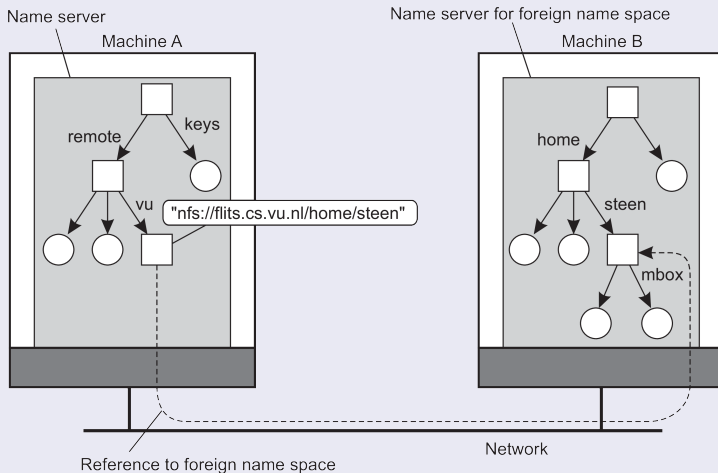 Name server
Name server for foreign name space
Machine A
Machine B
remote
keys
home
vu
"nfs://flits.cs.vu.nl/home/steen"
steen
mbox
Network
Reference to foreign name space